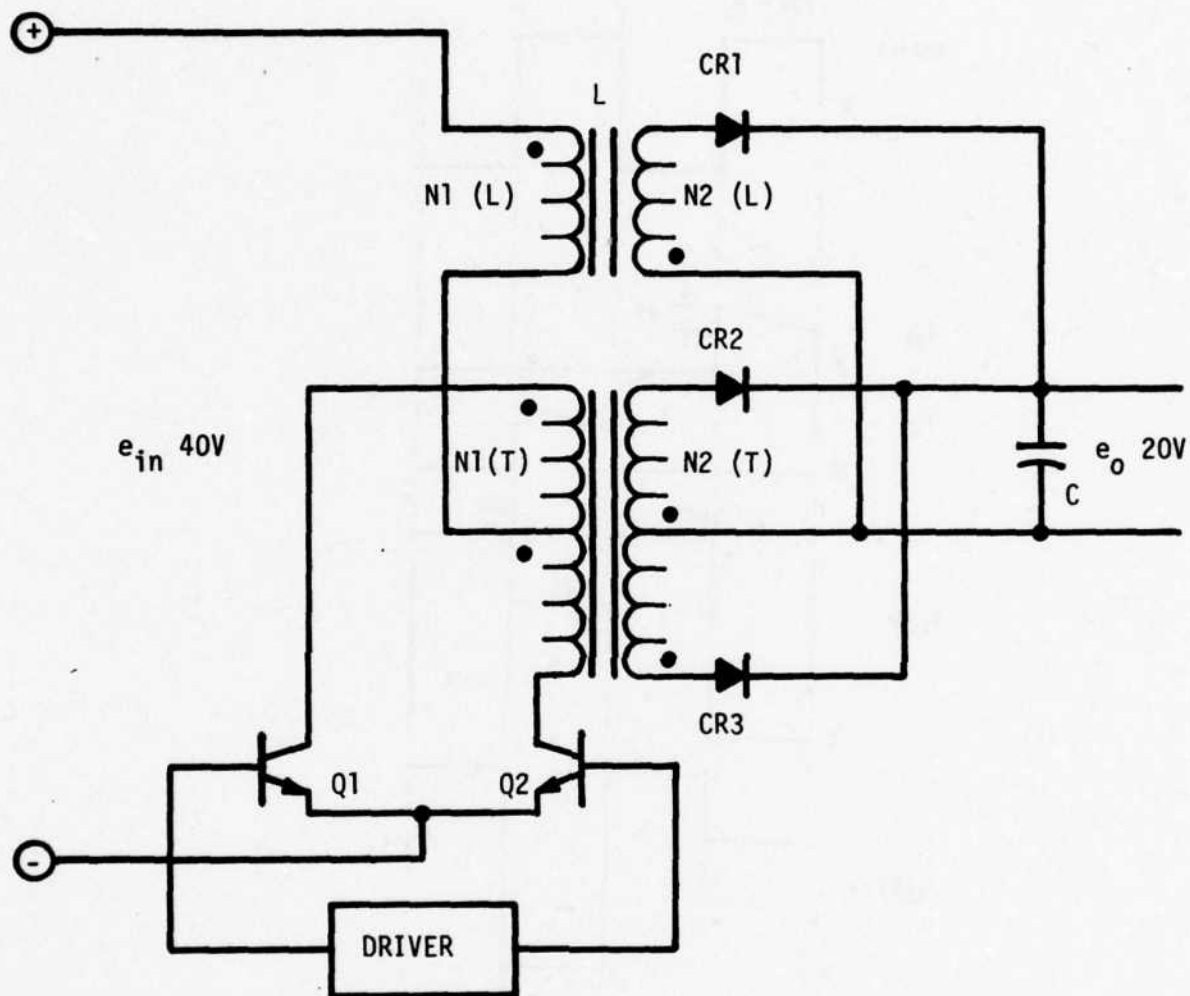 +
CR1
L
N1 (L)
N2 (L)
CR2
e_in 40V
N1(T)
N2 (T)
e_o 20V
C
CR3
Q1
Q2
-
DRIVER